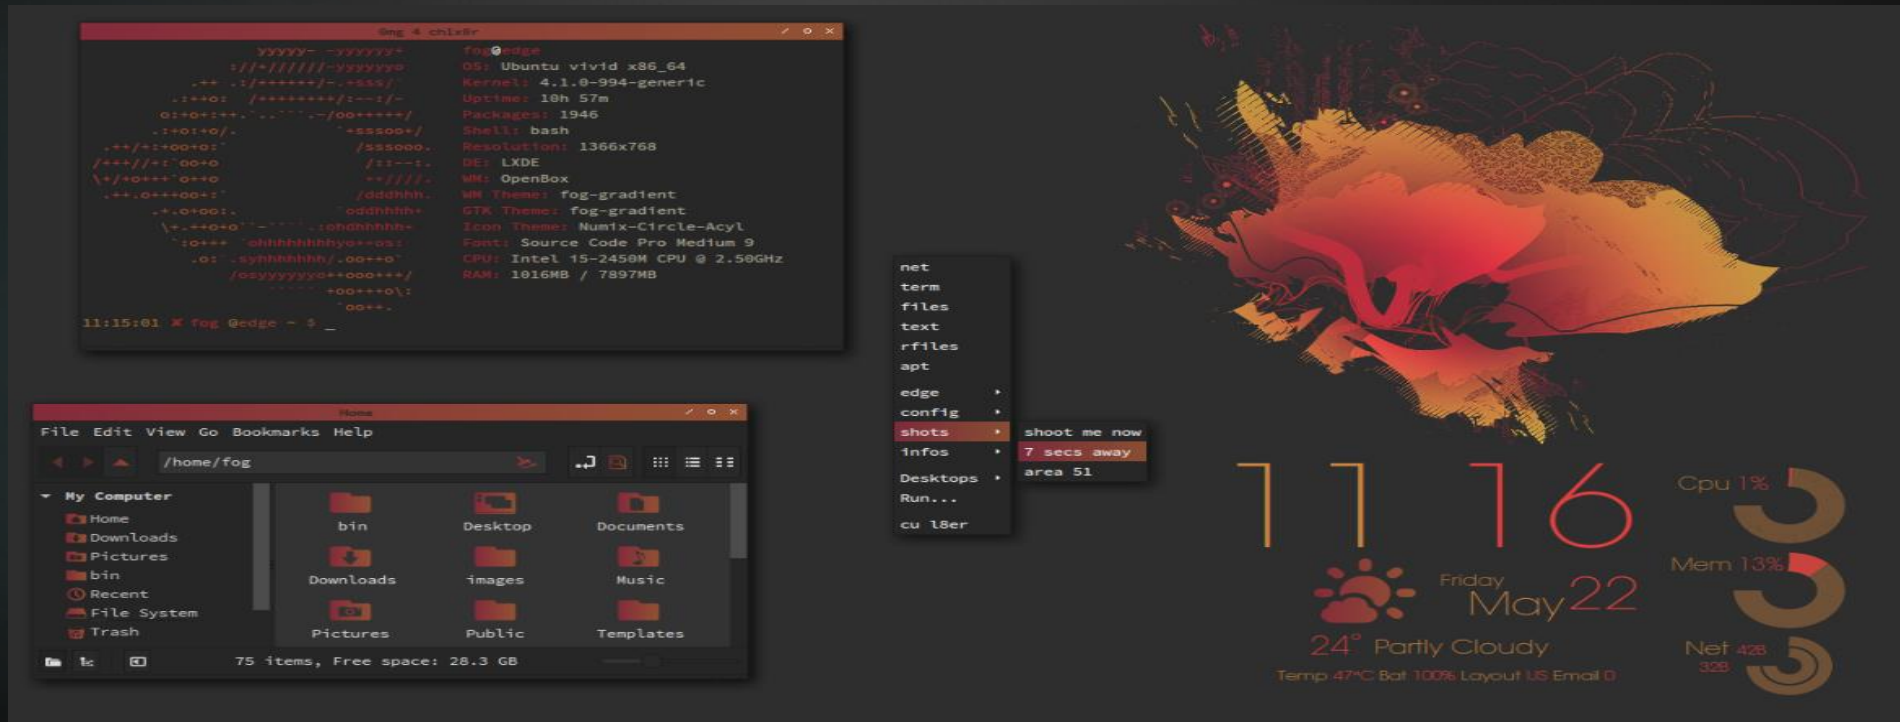 0mg 4 ch1x0r
fog@edge
OS: Ubuntu vivid x86_64
Kernel: 4.1.0-994-generic
Uptime: 10h 57m
Packages: 1946
Shell: bash
Resolution: 1366x768
DE: LXDE
WM: OpenBox
WM Theme: fog-gradient
GTK Theme: fog-gradient
Icon Theme: Numix-Circle-Acyl
Font: Source Code Pro Medium 9
CPU: Intel i5-2450M CPU @ 2.50GHz
RAM: 1016MB / 7897MB
11:15:01 ✘ fog @edge ~ $ _
Home
File Edit View Go Bookmarks Help
/home/fog
My Computer
Home
Downloads
Pictures
bin
Recent
File System
Trash
bin Desktop Documents
Downloads images Music
Pictures Public Templates
75 items, Free space: 28.3 GB
net
term
files
text
rfiles
apt
edge
config
shots
infos
Desktops
Run...
cu l8er
shoot me now
7 secs away
area 51
11 16
Friday
May 22
24° Partly Cloudy
Temp 47°C Bat 100% Layout US Email 0
Cpu 1%
Mem 13%
Net 42B
32B